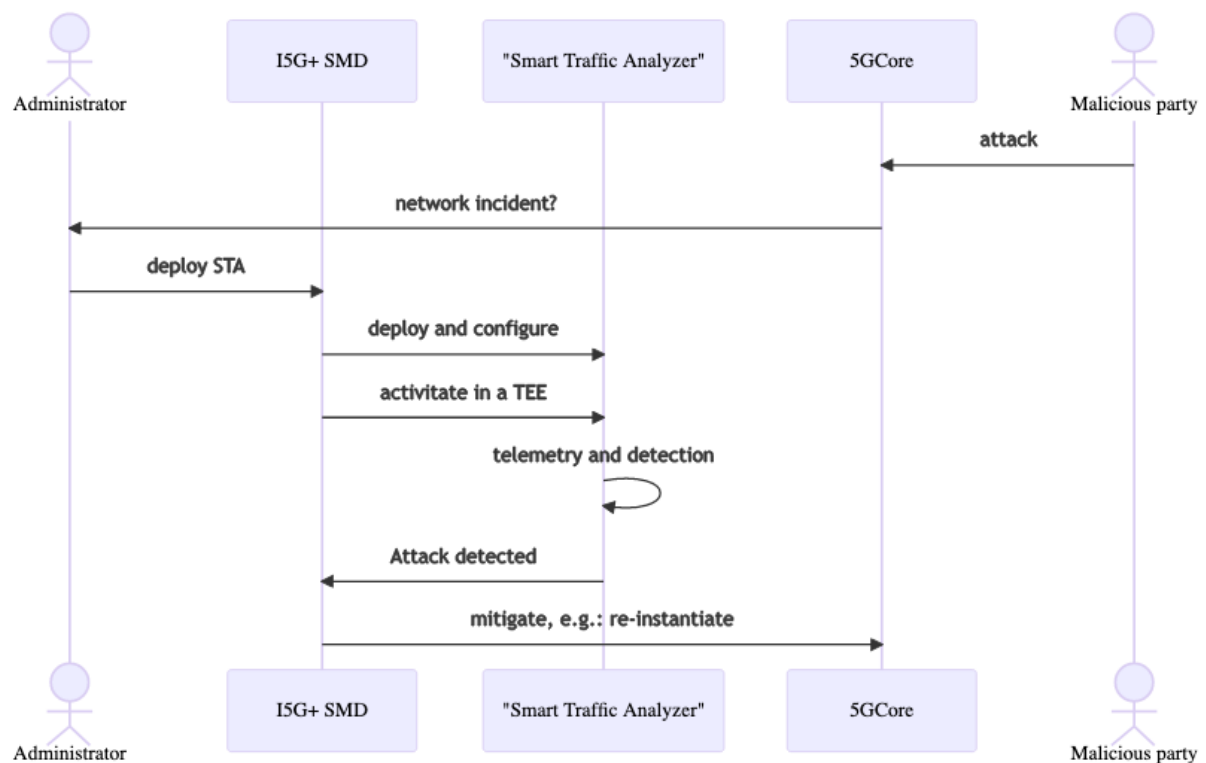 I5G+ SMD
"Smart Traffic Analyzer"
5GCore
Administrator
Malicious party
attack
network incident?
deploy STA
deploy and configure
activitate in a TEE
telemetry and detection
Attack detected
mitigate, e.g.: re-instantiate
I5G+ SMD
"Smart Traffic Analyzer"
5GCore
Administrator
Malicious party